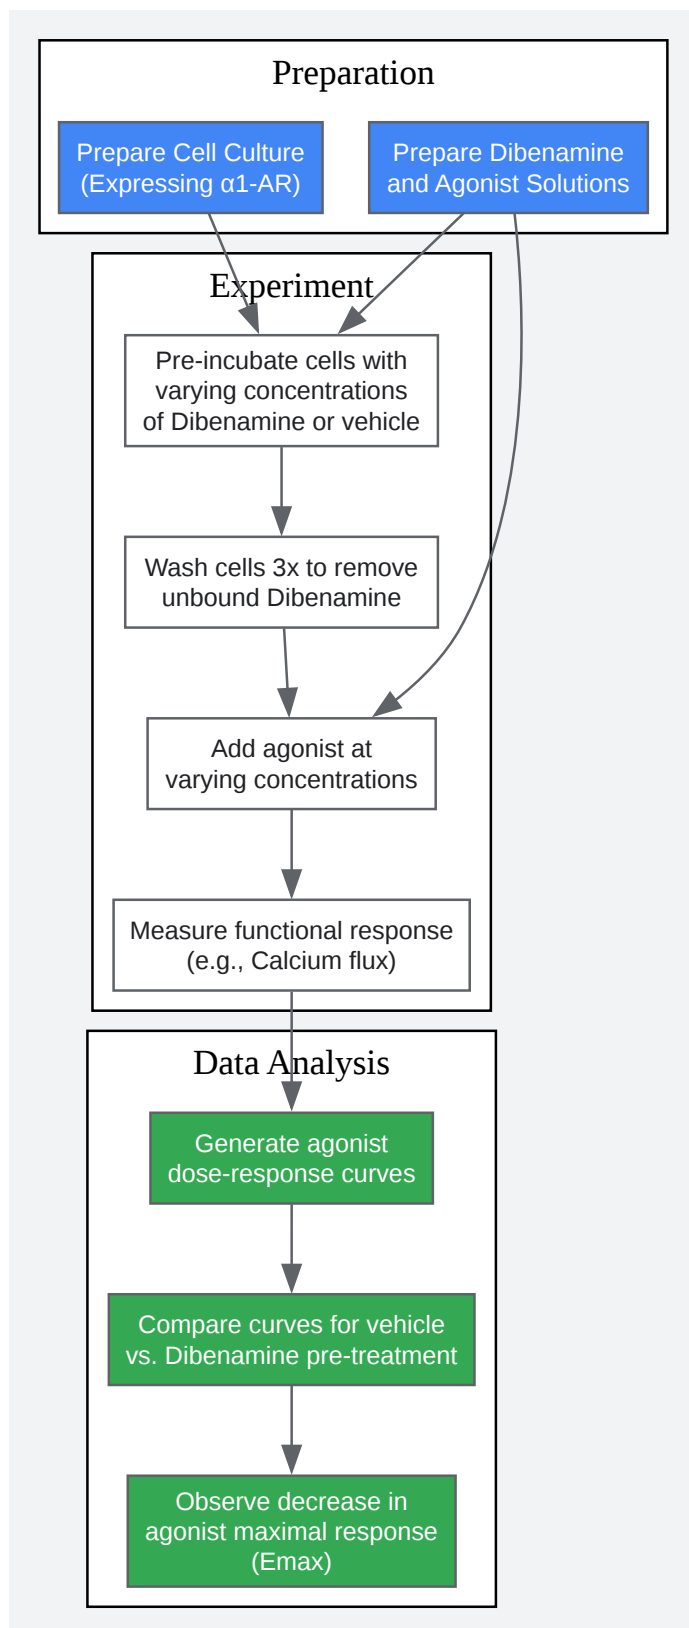 Preparation
Prepare Cell Culture
(Expressing α1-AR)
Prepare Dibenamine
and Agonist Solutions
Experiment
Pre-incubate cells with
varying concentrations
of Dibenamine or vehicle
Wash cells 3x to remove
unbound Dibenamine
Add agonist at
varying concentrations
Measure functional response
(e.g., Calcium flux)
Data Analysis
Generate agonist
dose-response curves
Compare curves for vehicle
vs. Dibenamine pre-treatment
Observe decrease in
agonist maximal response
(Emax)